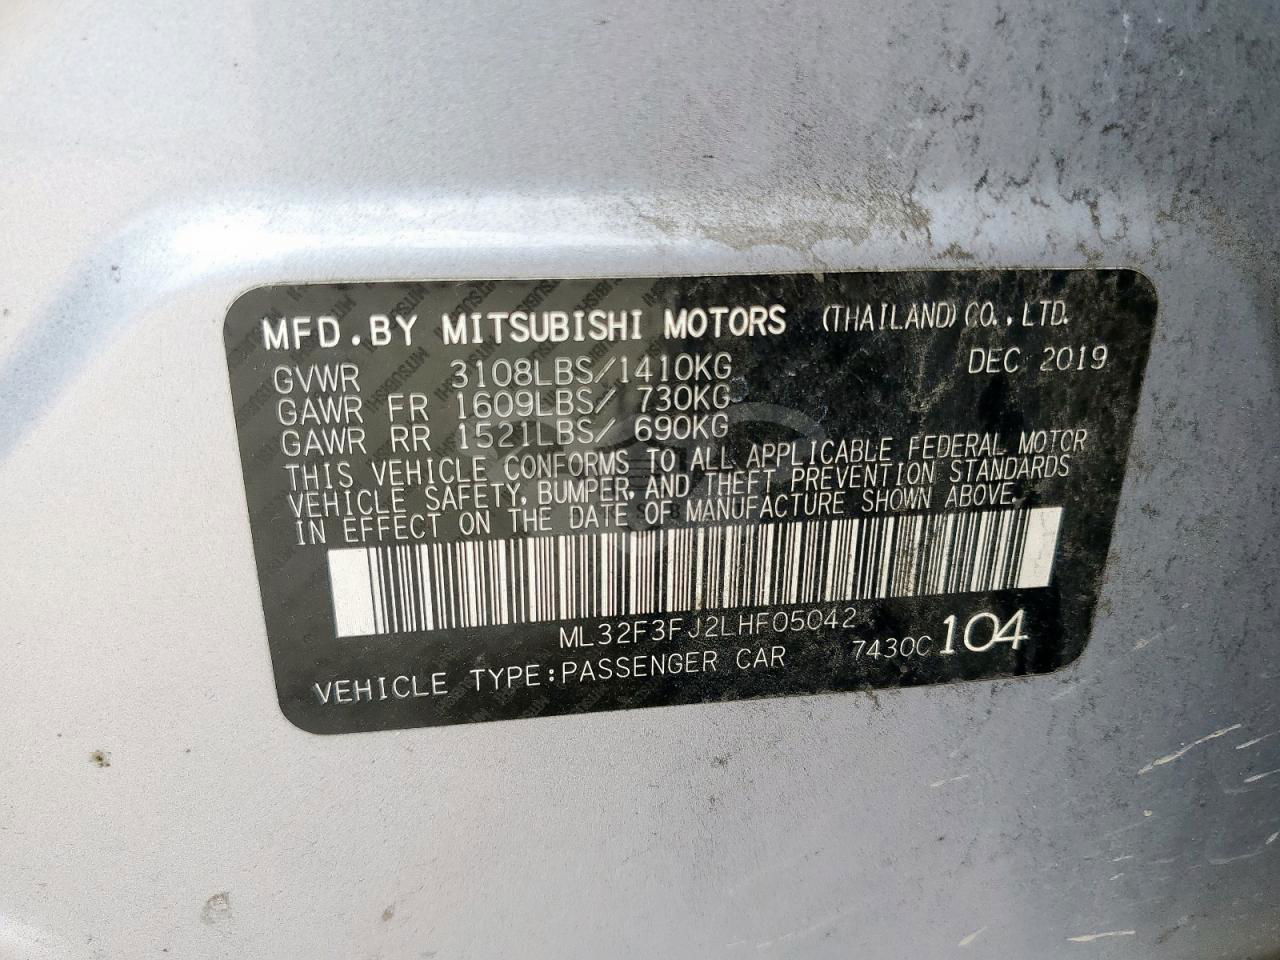 MFD.BY MITSUBISHI MOTORS (THAILAND)CO.,LTD.
GVWR 3108LBS/1410KG DEC 2019
GAWR FR 1609LBS/ 730KG
GAWR RR 1521LBS/ 690KG
THIS VEHICLE CONFORMS TO ALL APPLICABLE FEDERAL MOTOR
VEHICLE SAFETY, BUMPER, AND THEFT PREVENTION STANDARDS
IN EFFECT ON THE DATE OF MANUFACTURE SHOWN ABOVE.
ML32F3FJ2LHF05042
7430C 104
VEHICLE TYPE:PASSENGER CAR